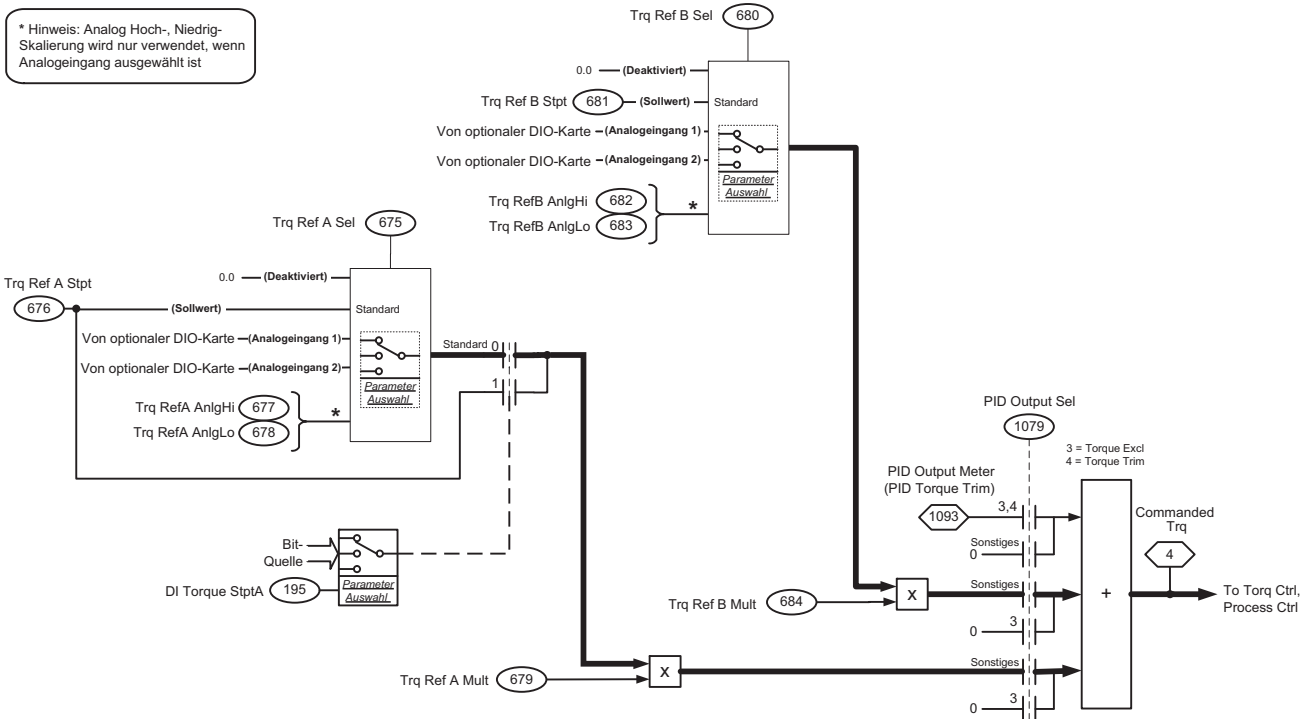 * Hinweis: Analog Hoch-, Niedrig-
Skalierung wird nur verwendet, wenn
Analogeingang ausgewählt ist
Trq Ref B Sel 680
0.0 (Deaktiviert)
Trq Ref B Stpt 681 (Sollwert) Standard
Von optionaler DIO-Karte (Analogeingang 1)
Von optionaler DIO-Karte (Analogeingang 2)
Parameter
Auswahl
Trq RefB AnlgHi 682
Trq RefB AnlgLo 683
*
Trq Ref A Sel 675
0.0 (Deaktiviert)
Trq Ref A Stpt
676 (Sollwert) Standard
Von optionaler DIO-Karte (Analogeingang 1)
Von optionaler DIO-Karte (Analogeingang 2)
Parameter
Auswahl
Trq RefA AnlgHi 677
Trq RefA AnlgLo 678
*
Standard 0
1
Bit-
Quelle
DI Torque StptA 195
Parameter
Auswahl
PID Output Sel
1079
3 = Torque Excl
4 = Torque Trim
PID Output Meter
(PID Torque Trim)
1093 3,4
Sonstiges
0
Commanded
Trq
4
Trq Ref B Mult 684 X Sonstiges
+
To Torq Ctrl,
Process Ctrl
0 3
Trq Ref A Mult 679 X Sonstiges
0 3